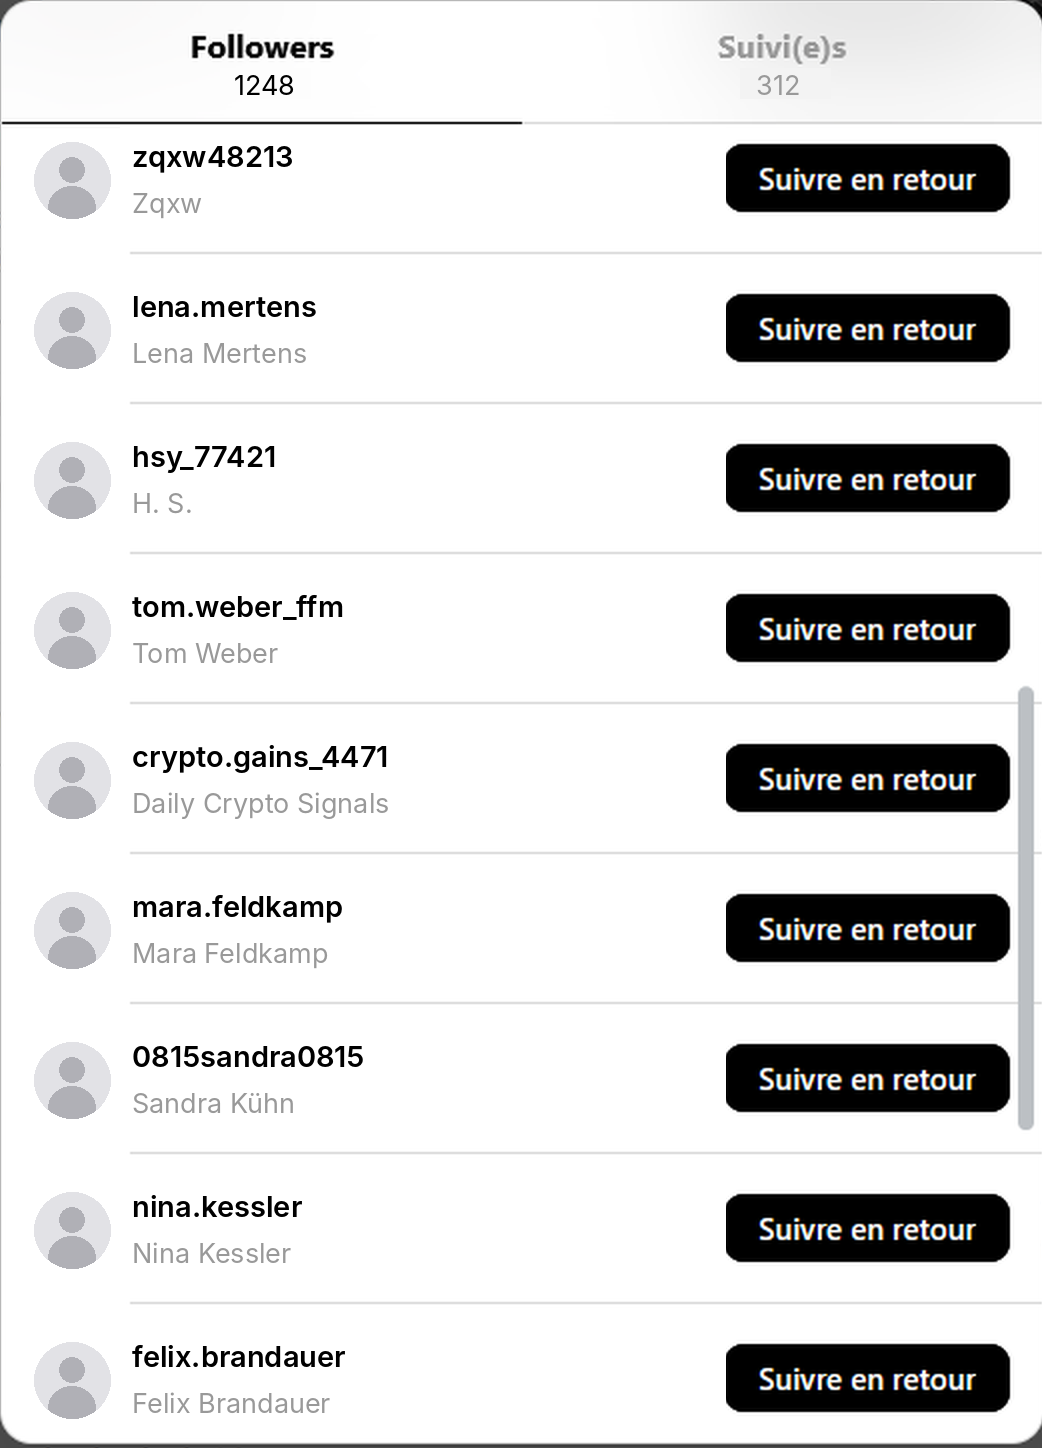 Followers
1248
Suivi(e)s
312
zqxw48213
Zqxw
Suivre en retour
lena.mertens
Lena Mertens
Suivre en retour
hsy_77421
H. S.
Suivre en retour
tom.weber_ffm
Tom Weber
Suivre en retour
crypto.gains_4471
Daily Crypto Signals
Suivre en retour
mara.feldkamp
Mara Feldkamp
Suivre en retour
0815sandra0815
Sandra Kühn
Suivre en retour
nina.kessler
Nina Kessler
Suivre en retour
felix.brandauer
Felix Brandauer
Suivre en retour